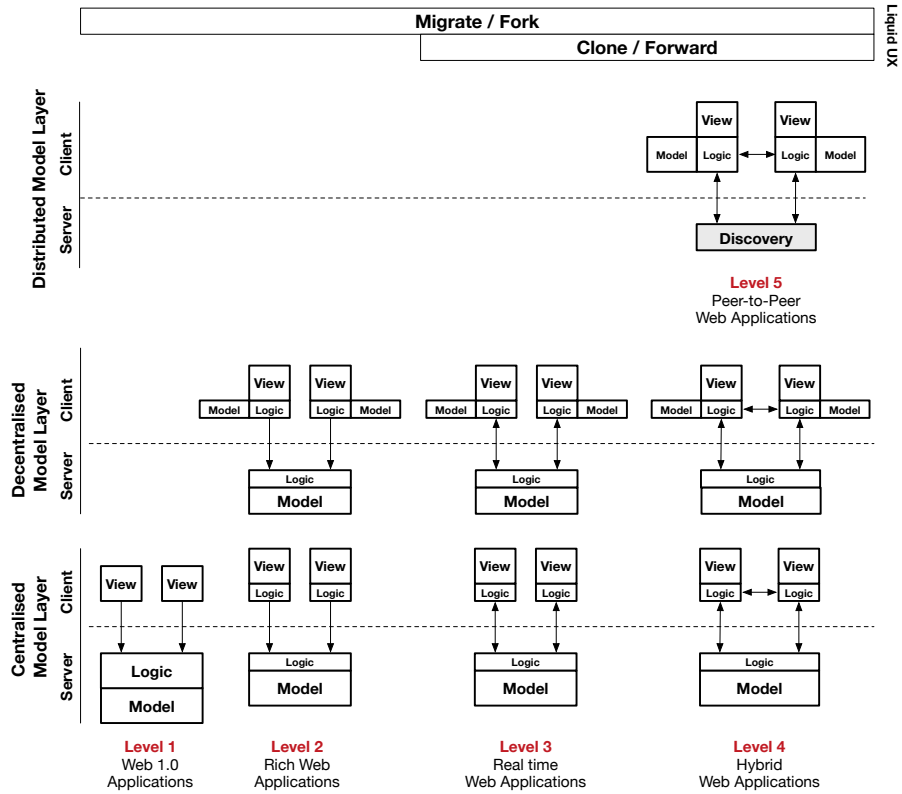 Migrate / Fork
Clone / Forward
Liquid UX
Distributed Model Layer
Client
Server
View View
Model Logic Logic Model
Discovery
Level 5
Peer-to-Peer
Web Applications
Decentralised
Model Layer
Client
Server
View View View View View View
Model Logic Logic Model Model Logic Logic Model Model Logic Logic Model
Logic Logic Logic
Model Model Model
Centralised
Model Layer
Client
Server
View View View View View View View View
Logic Logic Logic Logic Logic Logic
Logic Logic Logic Logic
Model Model Model Model
Level 1 Level 2 Level 3 Level 4
Web 1.0 Rich Web Real time Hybrid
Applications Applications Web Applications Web Applications